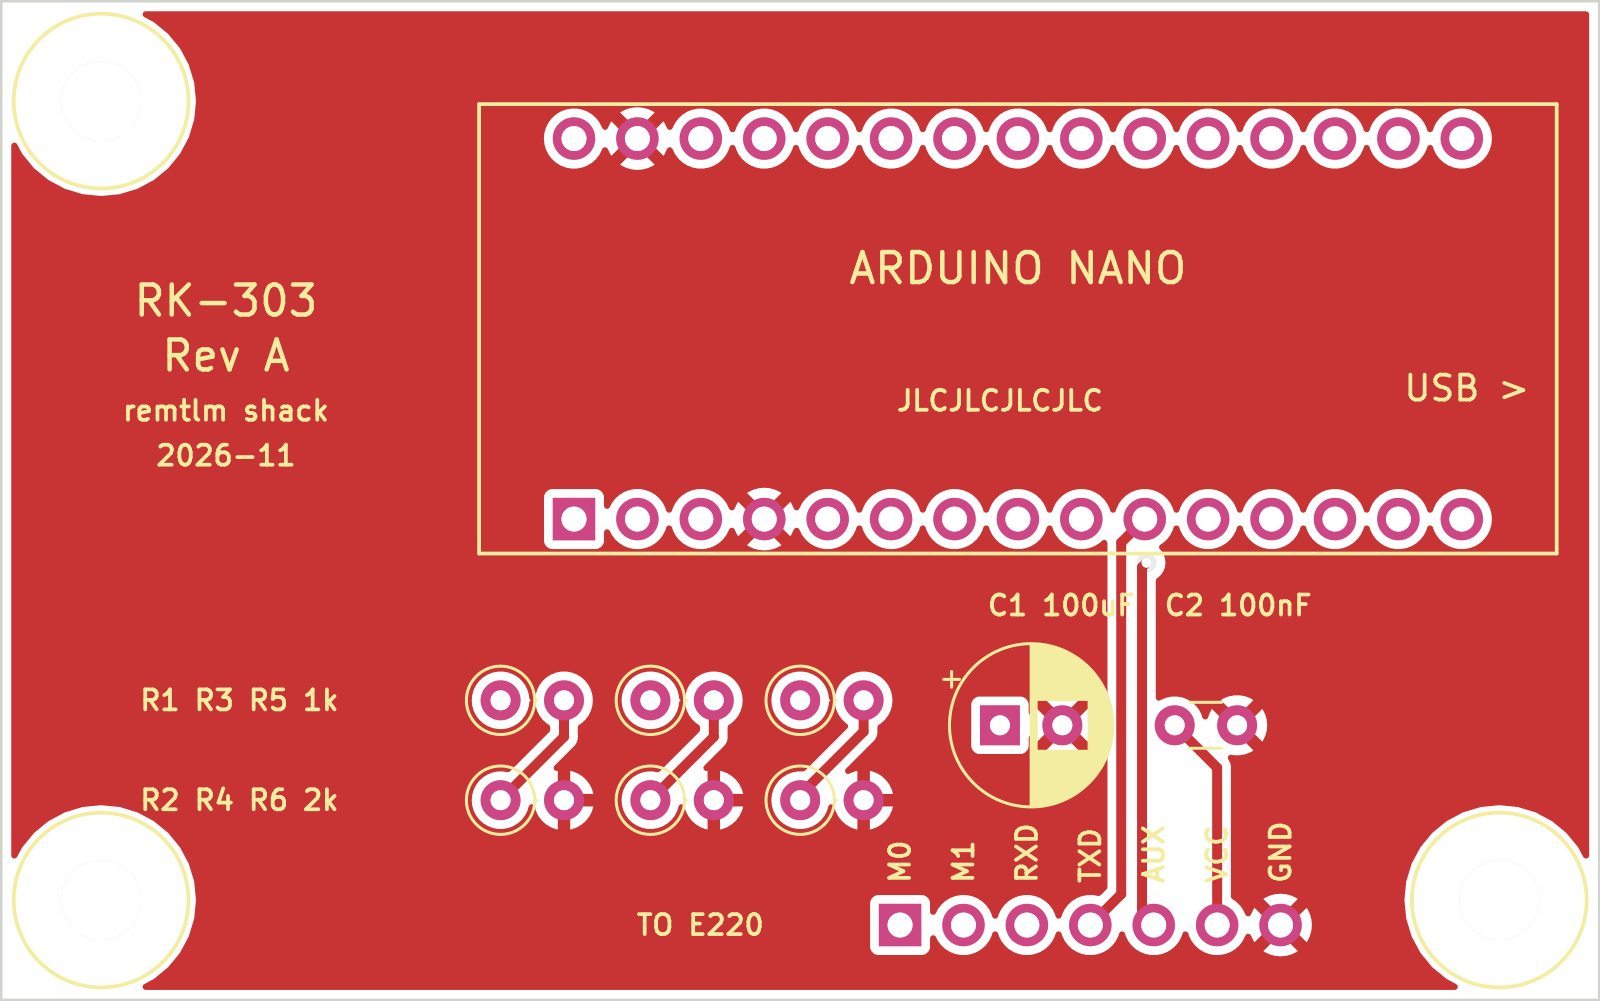 ARDUINO NANO
RK-303
Rev A
USB >
JLCJLCJLCJLC
remtlm shack
2026-11
C1 100uF
C2 100nF
+
R1 R3 R5 1k
R2 R4 R6 2k
M0
M1
RXD
TXD
AUX
VCC
GND
TO E220